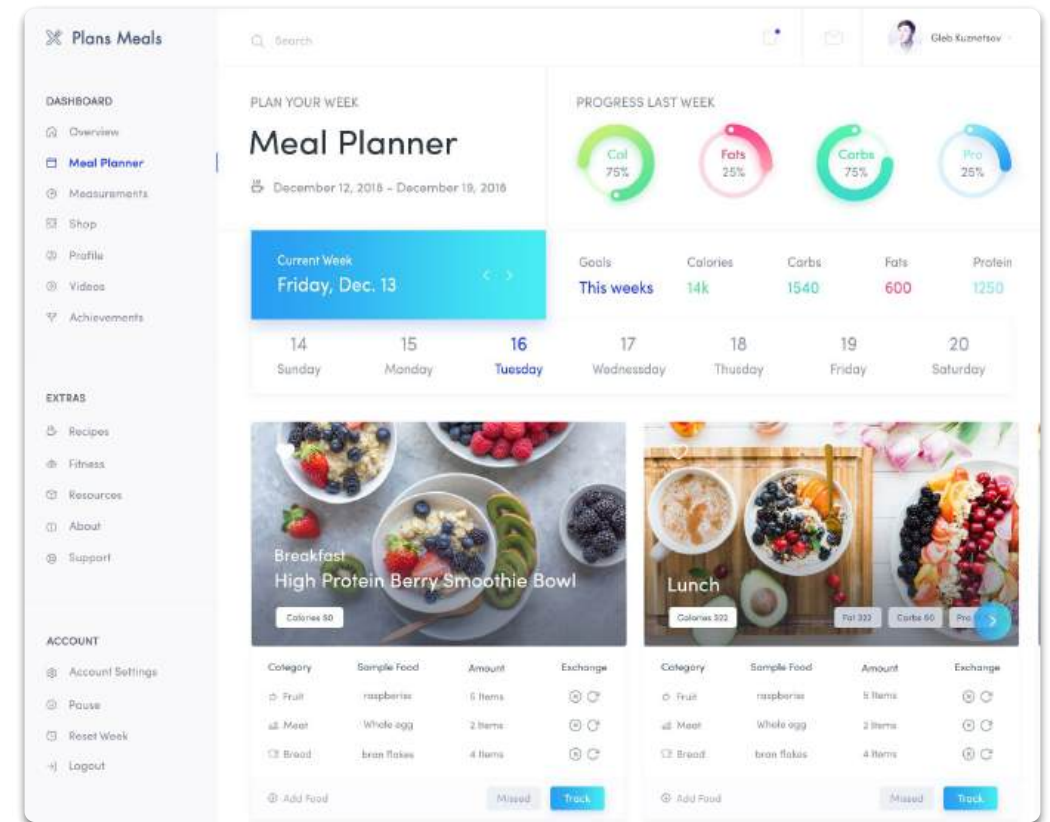 Plans Meals
Search
Gleb Kuznetsov
DASHBOARD
Overview
Meal Planner
Measurements
Shop
Profile
Videos
Achievements
EXTRAS
Recipes
Fitness
Resources
About
Support
ACCOUNT
Account Settings
Pause
Reset Week
Logout
PLAN YOUR WEEK
Meal Planner
December 12, 2018 - December 19, 2018
PROGRESS LAST WEEK
Cal 75%
Fats 25%
Carbs 75%
Pro 25%
Current Week
Friday, Dec. 13
Goals Calories Carbs Fats Protein
This weeks 14k 1540 600 1250
14 15 16 17 18 19 20
Sunday Monday Tuesday Wednessday Thusday Friday Saturday
Breakfast
High Protein Berry Smoothie Bowl
Calories 50
Category Sample Food Amount Exchange
Fruit raspberiss 5 Items
Meat Whole egg 2 Items
Bread bran flakes 4 Items
Add Food Missed Track
Lunch
Calories 322 Fat 322 Carbs 60 Pro
Category Sample Food Amount Exchange
Fruit raspberiss 5 Items
Meat Whole egg 2 Items
Bread bran flakes 4 Items
Add Food Missed Track